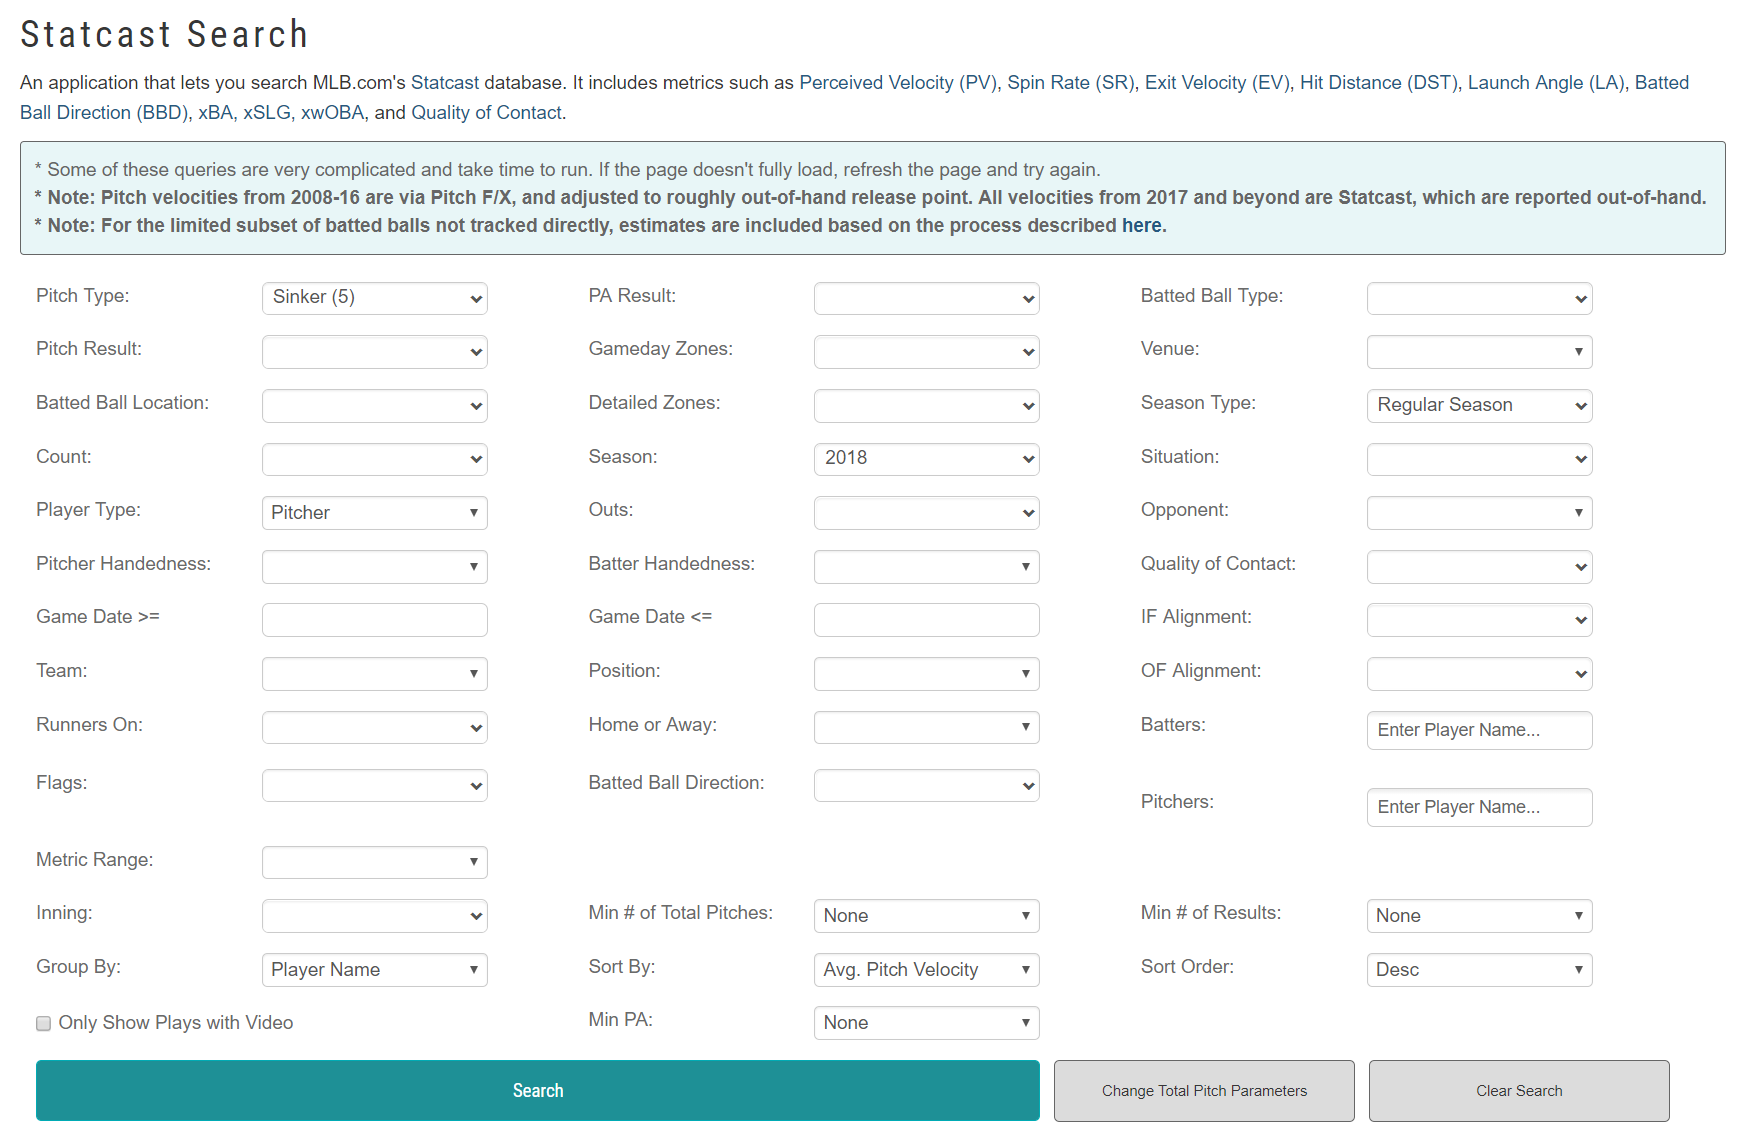 Statcast Search
An application that lets you search MLB.com's Statcast database. It includes metrics such as Perceived Velocity (PV), Spin Rate (SR), Exit Velocity (EV), Hit Distance (DST), Launch Angle (LA), Batted
Ball Direction (BBD), xBA, xSLG, xwOBA, and Quality of Contact.
* Some of these queries are very complicated and take time to run. If the page doesn't fully load, refresh the page and try again.
* Note: Pitch velocities from 2008-16 are via Pitch F/X, and adjusted to roughly out-of-hand release point. All velocities from 2017 and beyond are Statcast, which are reported out-of-hand.
* Note: For the limited subset of batted balls not tracked directly, estimates are included based on the process described here.
Pitch Type: Sinker (5) PA Result: Batted Ball Type:
Pitch Result: Gameday Zones: Venue:
Batted Ball Location: Detailed Zones: Season Type: Regular Season
Count: Season: 2018 Situation:
Player Type: Pitcher Outs: Opponent:
Pitcher Handedness: Batter Handedness: Quality of Contact:
Game Date >= Game Date <= IF Alignment:
Team: Position: OF Alignment:
Runners On: Home or Away: Batters: Enter Player Name...
Flags: Batted Ball Direction:
Pitchers: Enter Player Name...
Metric Range:
Inning: Min # of Total Pitches: None Min # of Results: None
Group By: Player Name Sort By: Avg. Pitch Velocity Sort Order: Desc
Only Show Plays with Video Min PA: None
Search Change Total Pitch Parameters Clear Search